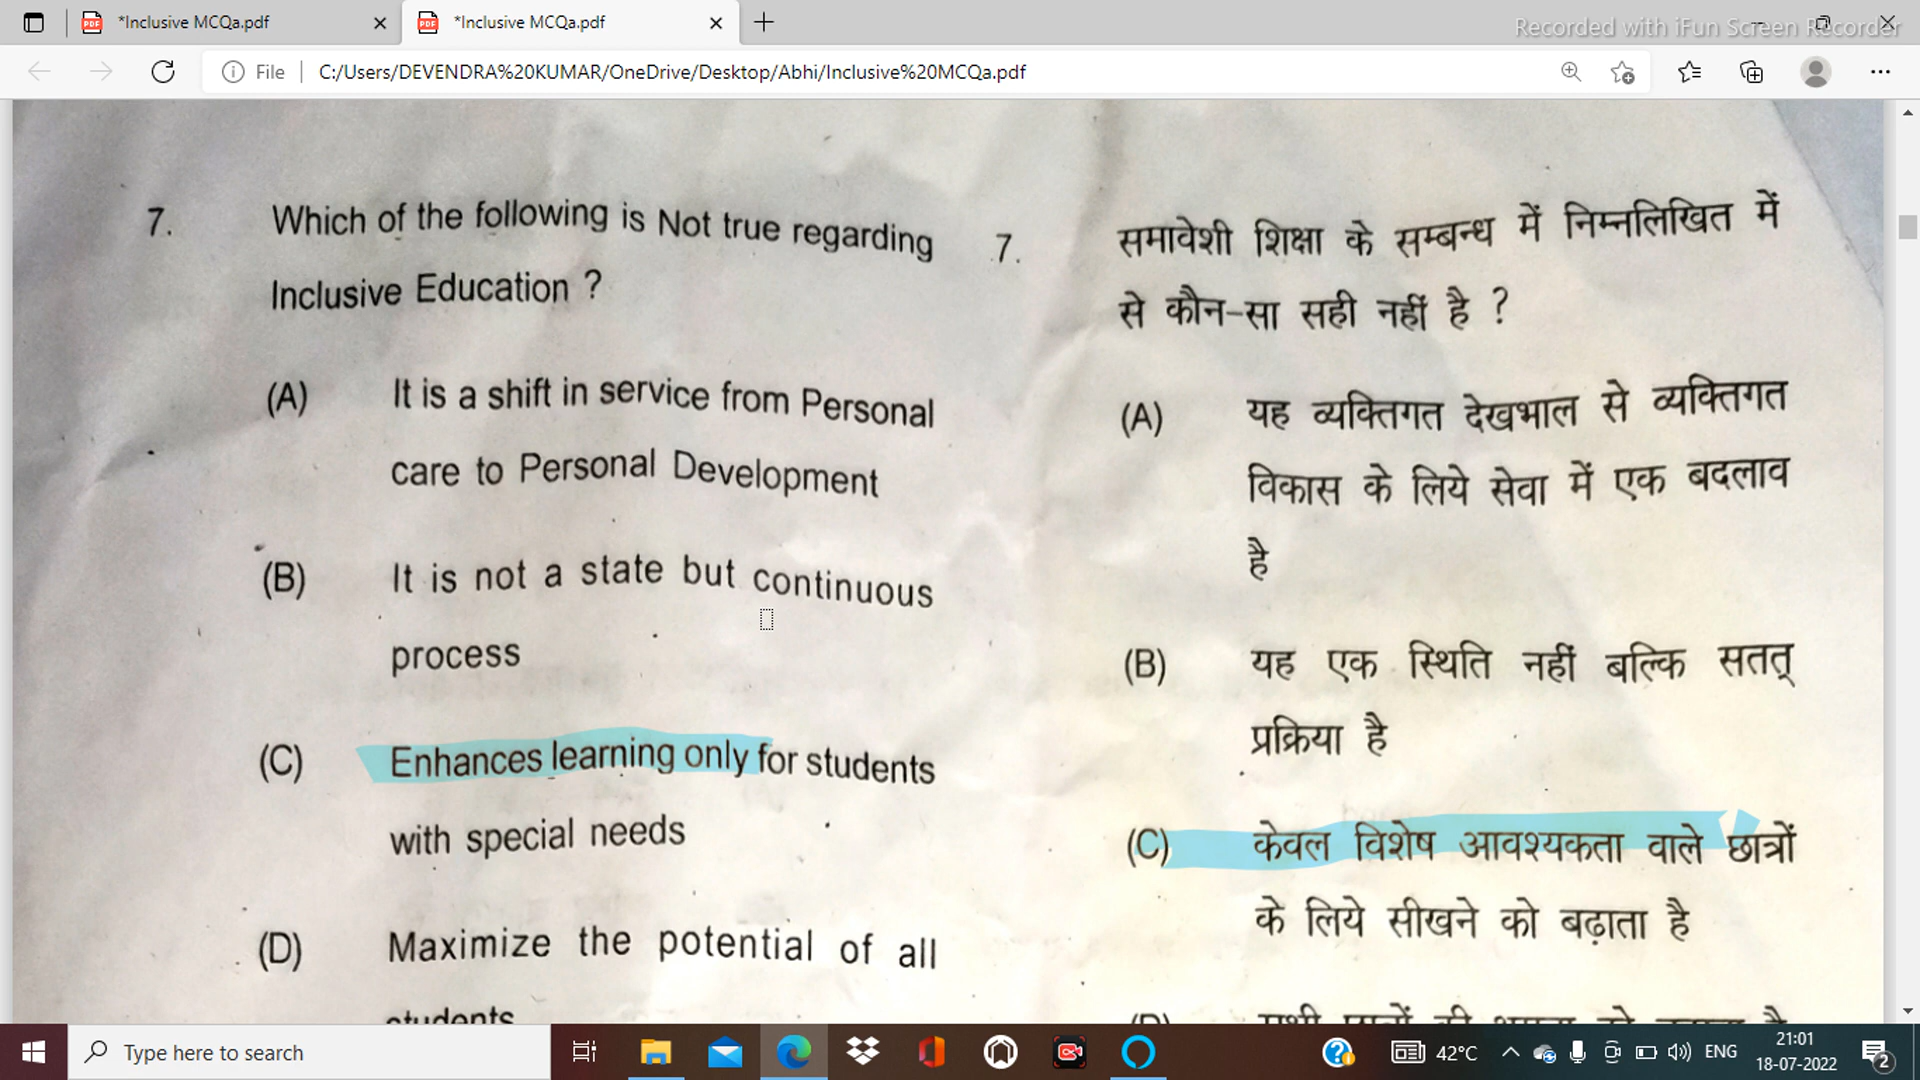 *Inclusive MCQa.pdf
*Inclusive MCQa.pdf
Recorded with iFun Screen Recorder
File
C:/Users/DEVENDRA%20KUMAR/OneDrive/Desktop/Abhi/Inclusive%20MCQa.pdf
7. Which of the following is Not true regarding
Inclusive Education ?
(A) It is a shift in service from Personal
care to Personal Development
(B) It is not a state but continuous
process
(C) Enhances learning only for students
with special needs
(D) Maximize the potential of all
students
7. समावेशी शिक्षा के सम्बन्ध में निम्नलिखित में
से कौन-सा सही नहीं है ?
(A) यह व्यक्तिगत देखभाल से व्यक्तिगत
विकास के लिये सेवा में एक बदलाव
है
(B) यह एक स्थिति नहीं बल्कि सतत्
प्रक्रिया है
(C) केवल विशेष आवश्यकता वाले छात्रों
के लिये सीखने को बढ़ाता है
(D)
Type here to search
42°C
ENG
21:01
18-07-2022
2